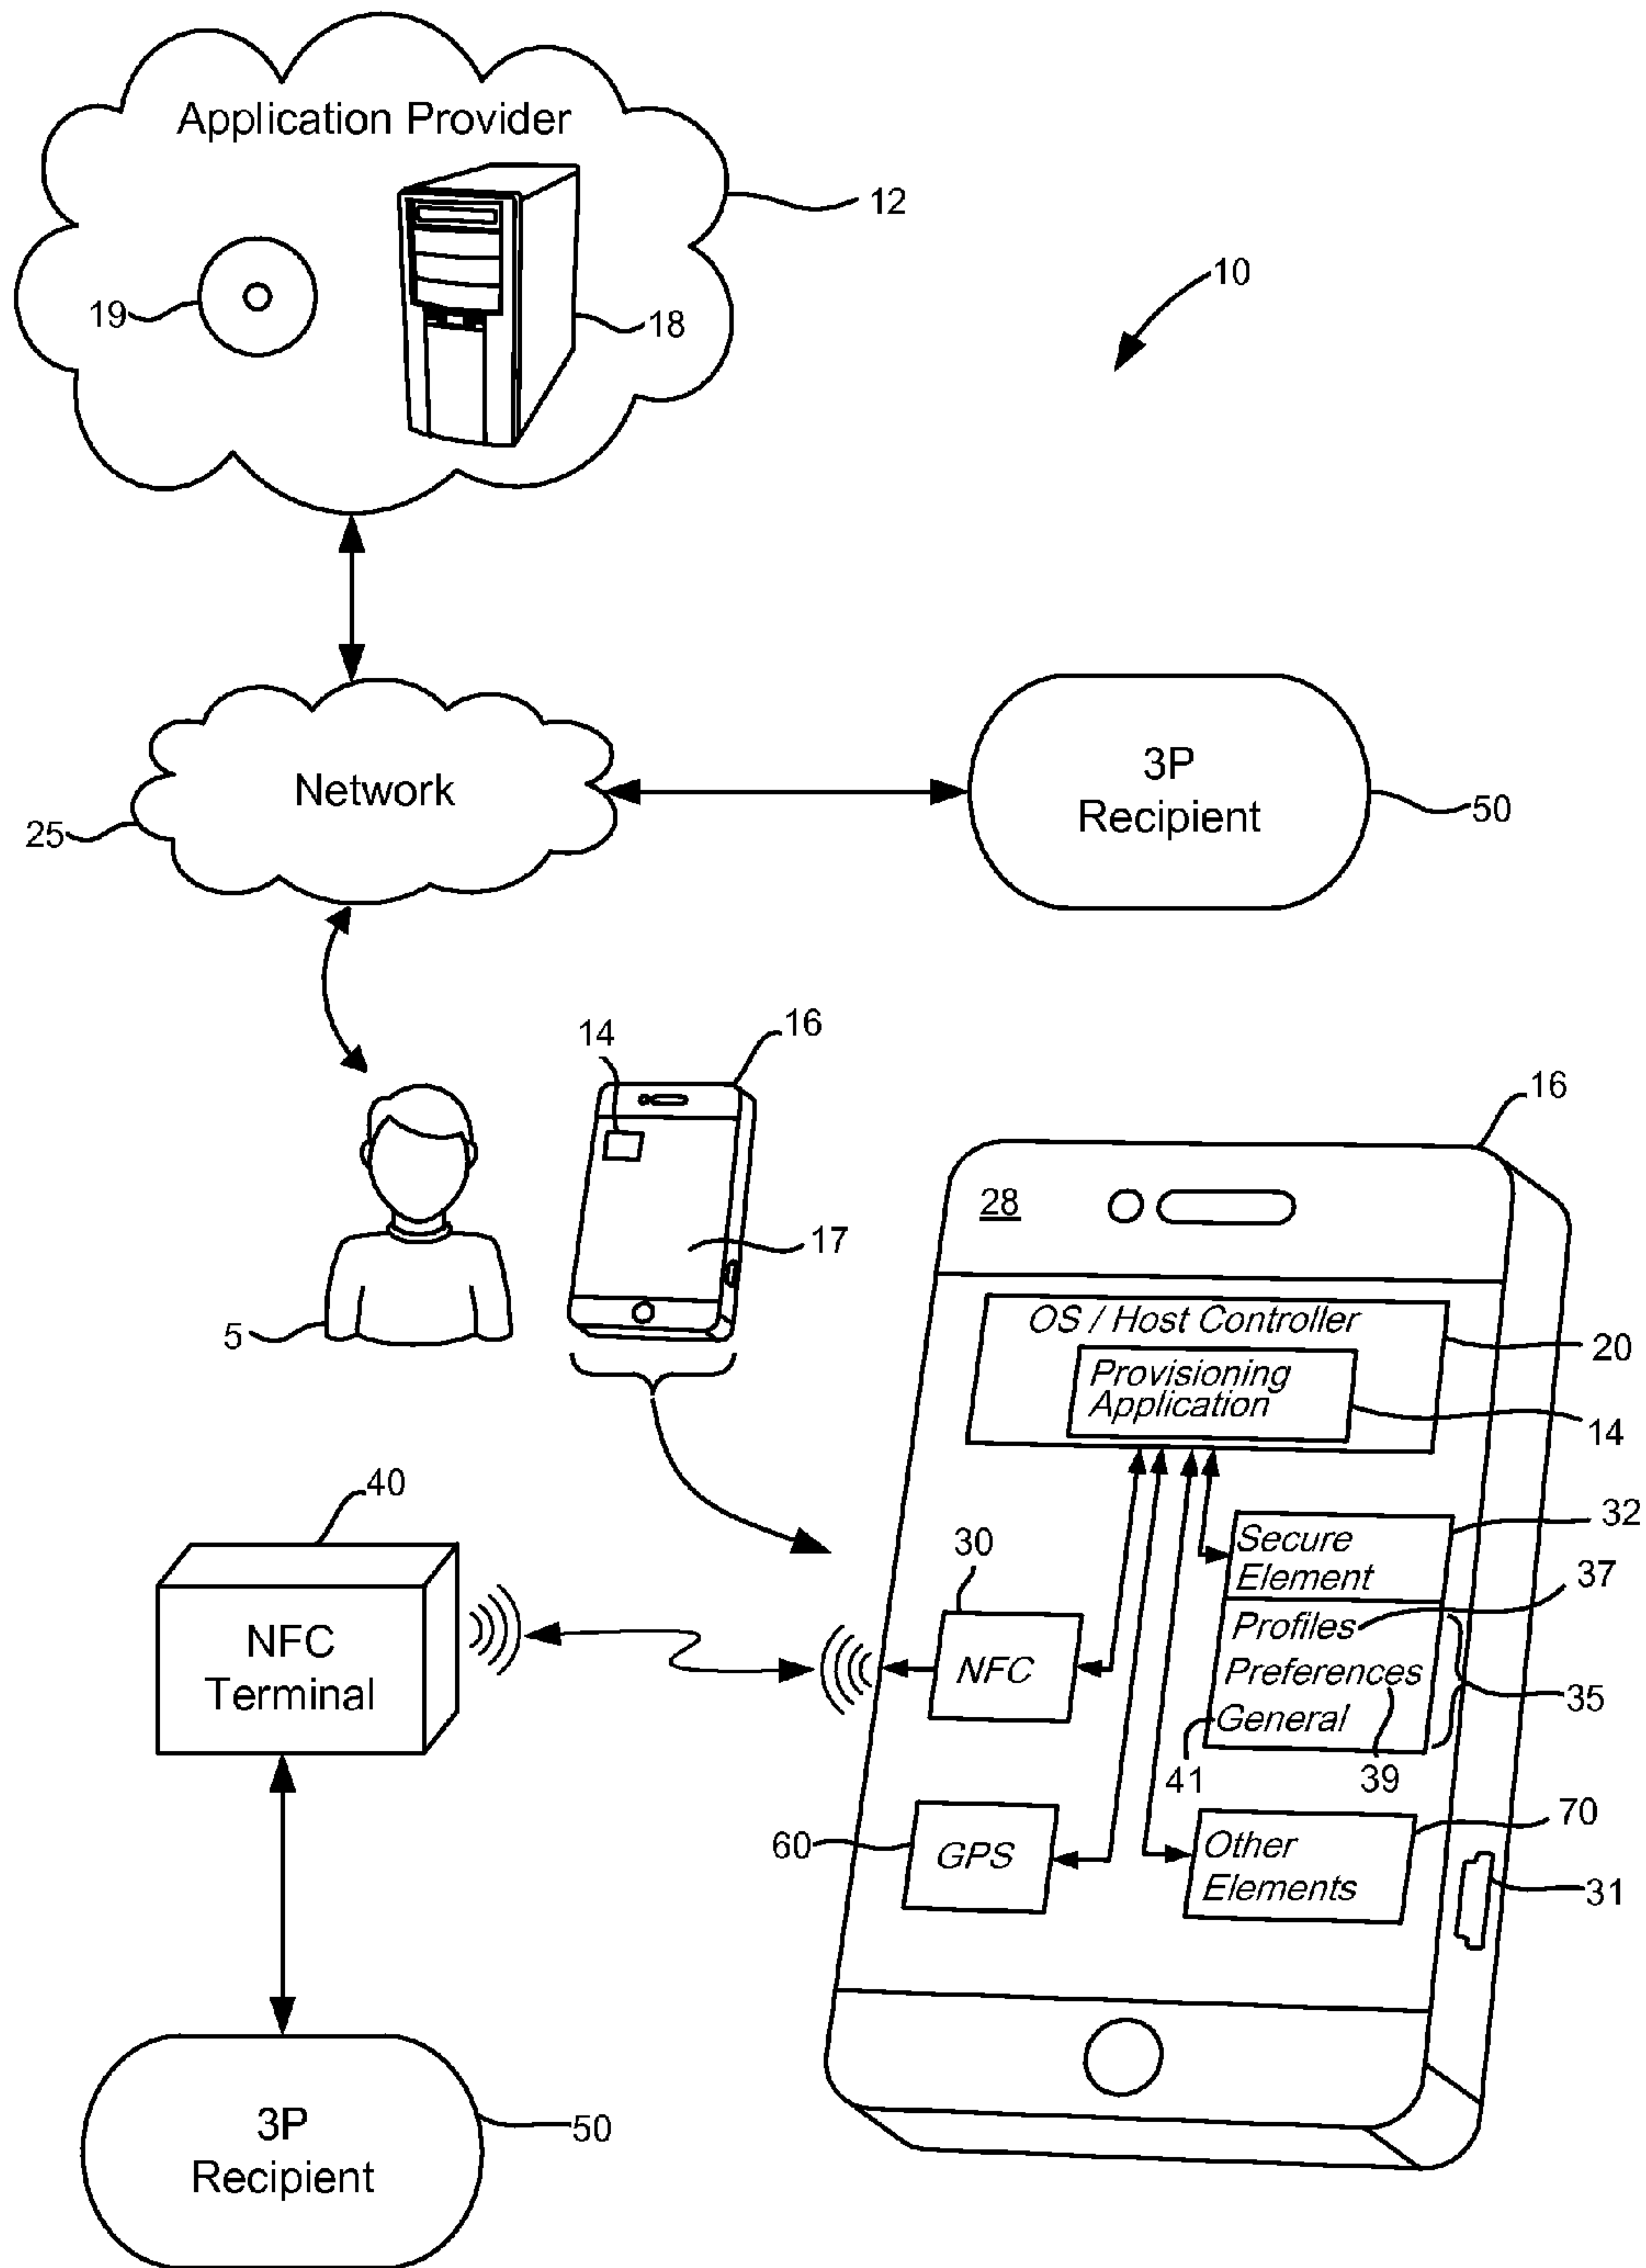 Application Provider
12
10
19
18
Network
25
3P
Recipient
50
14
16
17
5
16
28
OS / Host Controller
20
Provisioning
Application
14
40
NFC
Terminal
30
NFC
Secure
Element
32
37
Profiles
Preferences
General
35
41
39
60
GPS
Other
Elements
70
31
3P
Recipient
50